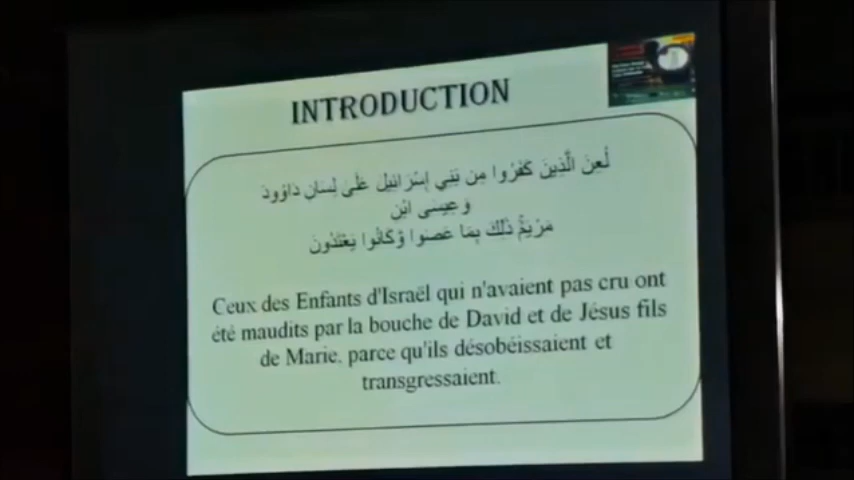 INTRODUCTION
لُعِنَ الَّذِينَ كَفَرُوا مِن بَنِي إِسْرَائِيلَ عَلَىٰ لِسَانِ دَاوُودَ
وَعِيسَى ابْنِ
مَرْيَمَ ذَٰلِكَ بِمَا عَصَوا وَّكَانُوا يَعْتَدُونَ
Ceux des Enfants d'Israël qui n'avaient pas cru ont
été maudits par la bouche de David et de Jésus fils
de Marie, parce qu'ils désobéissaient et
transgressaient.